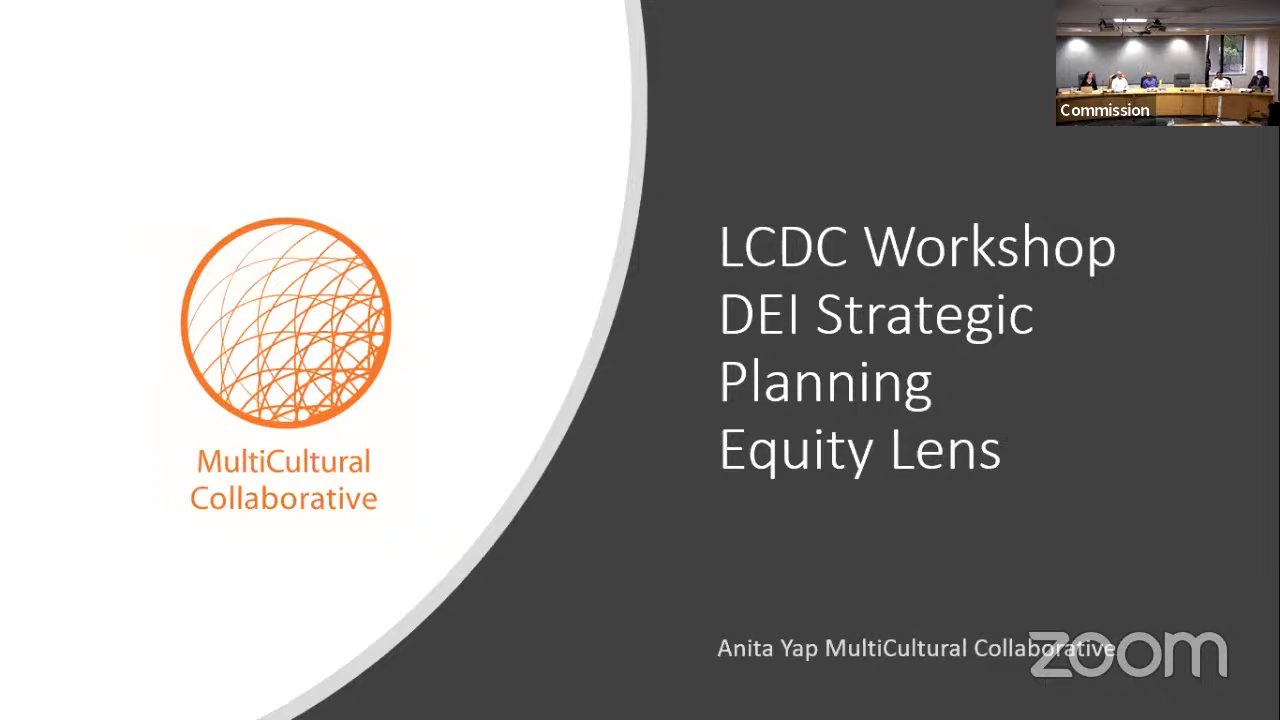 Commission
LCDC Workshop
DEI Strategic
Planning
Equity Lens
MultiCultural
Collaborative
Anita Yap MultiCultural Collaborative
zoom